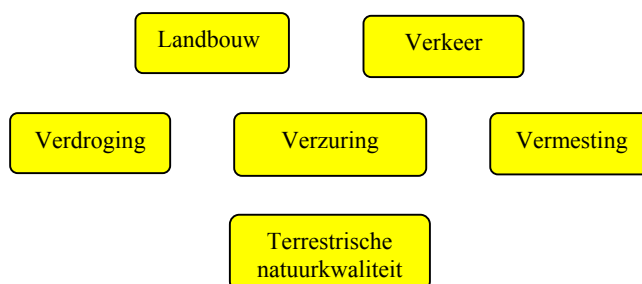 Landbouw
Verkeer
Verdroging
Verzuring
Vermesting
Terrestrische
natuurkwaliteit